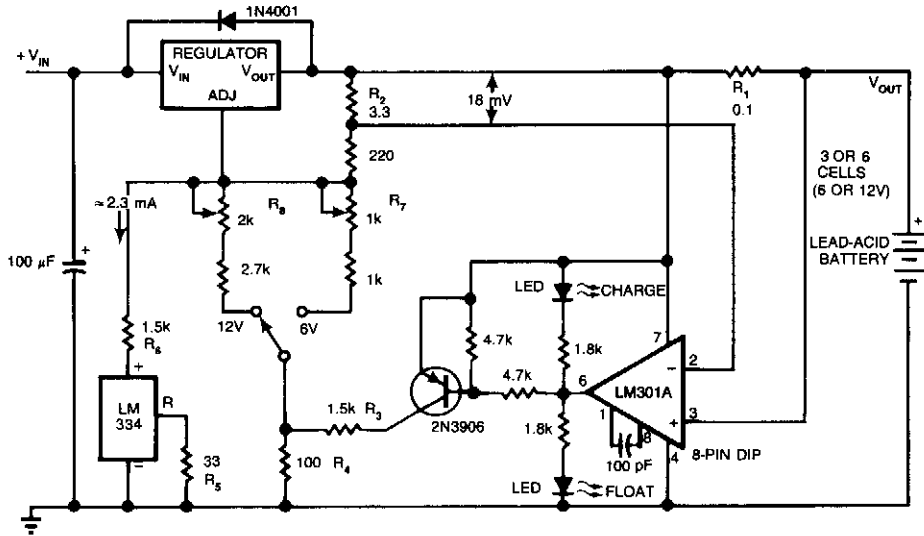 1N4001
+ VIN
REGULATOR
VIN VOUT
ADJ
R2
3.3
18 mV
R1
0.1
VOUT
220
3 OR 6
CELLS
(6 OR 12V)
≈2.3 mA
R8
2k
R7
1k
100 µF
+
2.7k
1k
12V
6V
LED
CHARGE
LEAD-ACID
BATTERY
+
1.5k
R6
4.7k
1.8k
7
2
−
6
LM301A
4.7k
+
LM
334
R
−
1.5k R3
2N3906
1.8k
1
8
+
3
4
8-PIN DIP
100 pF
33
R5
100 R4
LED
FLOAT